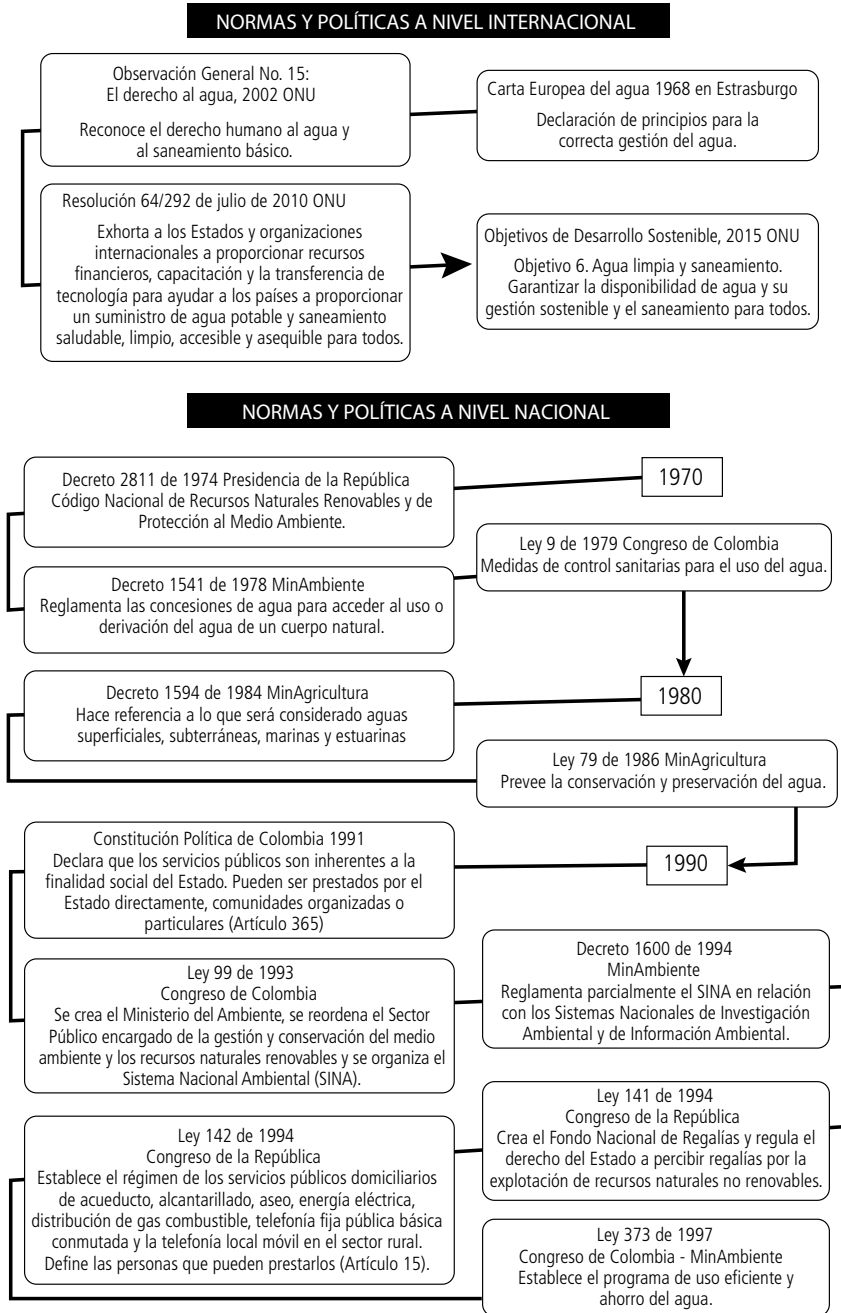 NORMAS Y POLÍTICAS A NIVEL INTERNACIONAL
Observación General No. 15:
El derecho al agua, 2002 ONU
Reconoce el derecho humano al agua y
al saneamiento básico.
Carta Europea del agua 1968 en Estrasburgo
Declaración de principios para la
correcta gestión del agua.
Resolución 64/292 de julio de 2010 ONU
Exhorta a los Estados y organizaciones
internacionales a proporcionar recursos
financieros, capacitación y la transferencia de
tecnología para ayudar a los países a proporcionar
un suministro de agua potable y saneamiento
saludable, limpio, accesible y asequible para todos.
Objetivos de Desarrollo Sostenible, 2015 ONU
Objetivo 6. Agua limpia y saneamiento.
Garantizar la disponibilidad de agua y su
gestión sostenible y el saneamiento para todos.
NORMAS Y POLÍTICAS A NIVEL NACIONAL
1970
Decreto 2811 de 1974 Presidencia de la República
Código Nacional de Recursos Naturales Renovables y de
Protección al Medio Ambiente.
Decreto 1541 de 1978 MinAmbiente
Reglamenta las concesiones de agua para acceder al uso o
derivación del agua de un cuerpo natural.
Ley 9 de 1979 Congreso de Colombia
Medidas de control sanitarias para el uso del agua.
1980
Decreto 1594 de 1984 MinAgricultura
Hace referencia a lo que será considerado aguas
superficiales, subterráneas, marinas y estuarinas
Ley 79 de 1986 MinAgricultura
Prevee la conservación y preservación del agua.
1990
Constitución Política de Colombia 1991
Declara que los servicios públicos son inherentes a la
finalidad social del Estado. Pueden ser prestados por el
Estado directamente, comunidades organizadas o
particulares (Artículo 365)
Ley 99 de 1993
Congreso de Colombia
Se crea el Ministerio del Ambiente, se reordena el Sector
Público encargado de la gestión y conservación del medio
ambiente y los recursos naturales renovables y se organiza el
Sistema Nacional Ambiental (SINA).
Decreto 1600 de 1994
MinAmbiente
Reglamenta parcialmente el SINA en relación
con los Sistemas Nacionales de Investigación
Ambiental y de Información Ambiental.
Ley 141 de 1994
Congreso de la República
Crea el Fondo Nacional de Regalías y regula el
derecho del Estado a percibir regalías por la
explotación de recursos naturales no renovables.
Ley 142 de 1994
Congreso de la República
Establece el régimen de los servicios públicos domiciliarios
de acueducto, alcantarillado, aseo, energía eléctrica,
distribución de gas combustible, telefonía fija pública básica
conmutada y la telefonía local móvil en el sector rural.
Define las personas que pueden prestarlos (Artículo 15).
Ley 373 de 1997
Congreso de Colombia - MinAmbiente
Establece el programa de uso eficiente y
ahorro del agua.